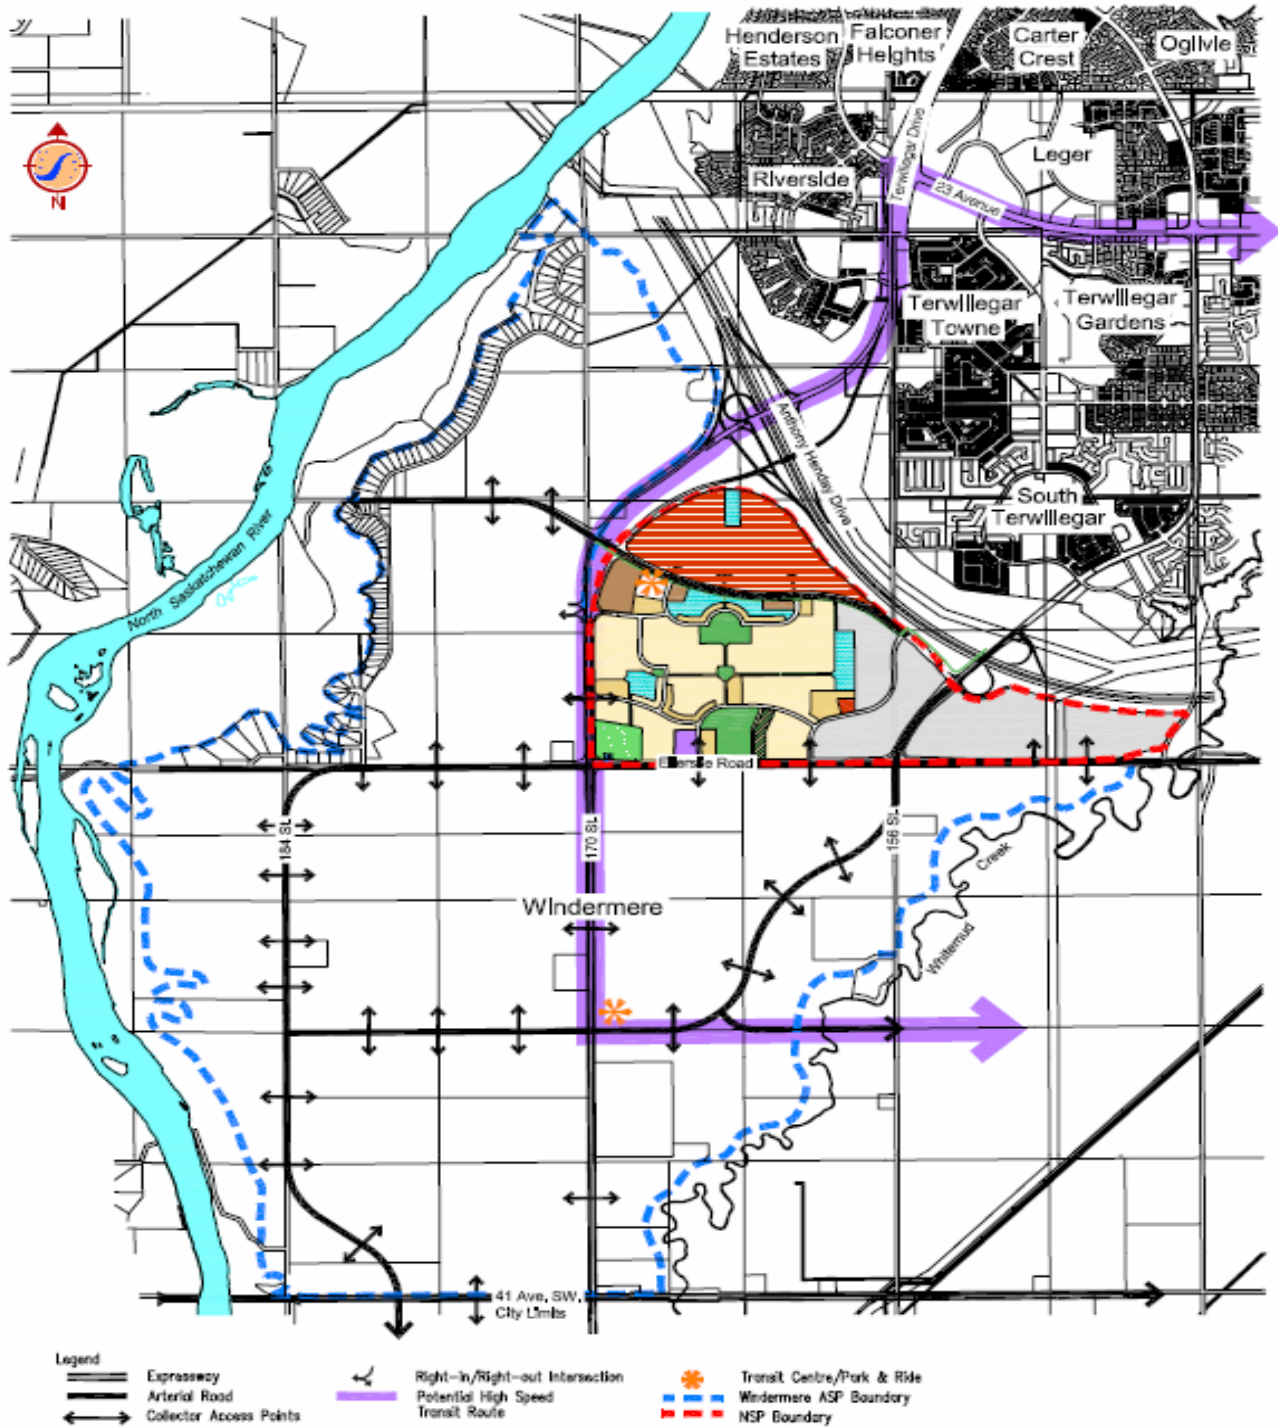 Henderson
Estates
Falconer
Heights
Carter
Crest
Ogilvie
Riverside
Terwillegar Drive
Leger
23 Avenue
N
Terwillegar
Towne
Terwillegar
Gardens
Anthony Henday Drive
South
Terwillegar
North Saskatchewan River
Ellerslie Road
184 St.
170 St.
156 St.
Creek
Whitemud
Windermere
41 Ave. SW.
City Limits
Legend
Expressway
Arterial Road
Collector Access Points
Right-in/Right-out Intersection
Potential High Speed
Transit Route
Transit Centre/Park & Ride
Windermere ASP Boundary
NSP Boundary